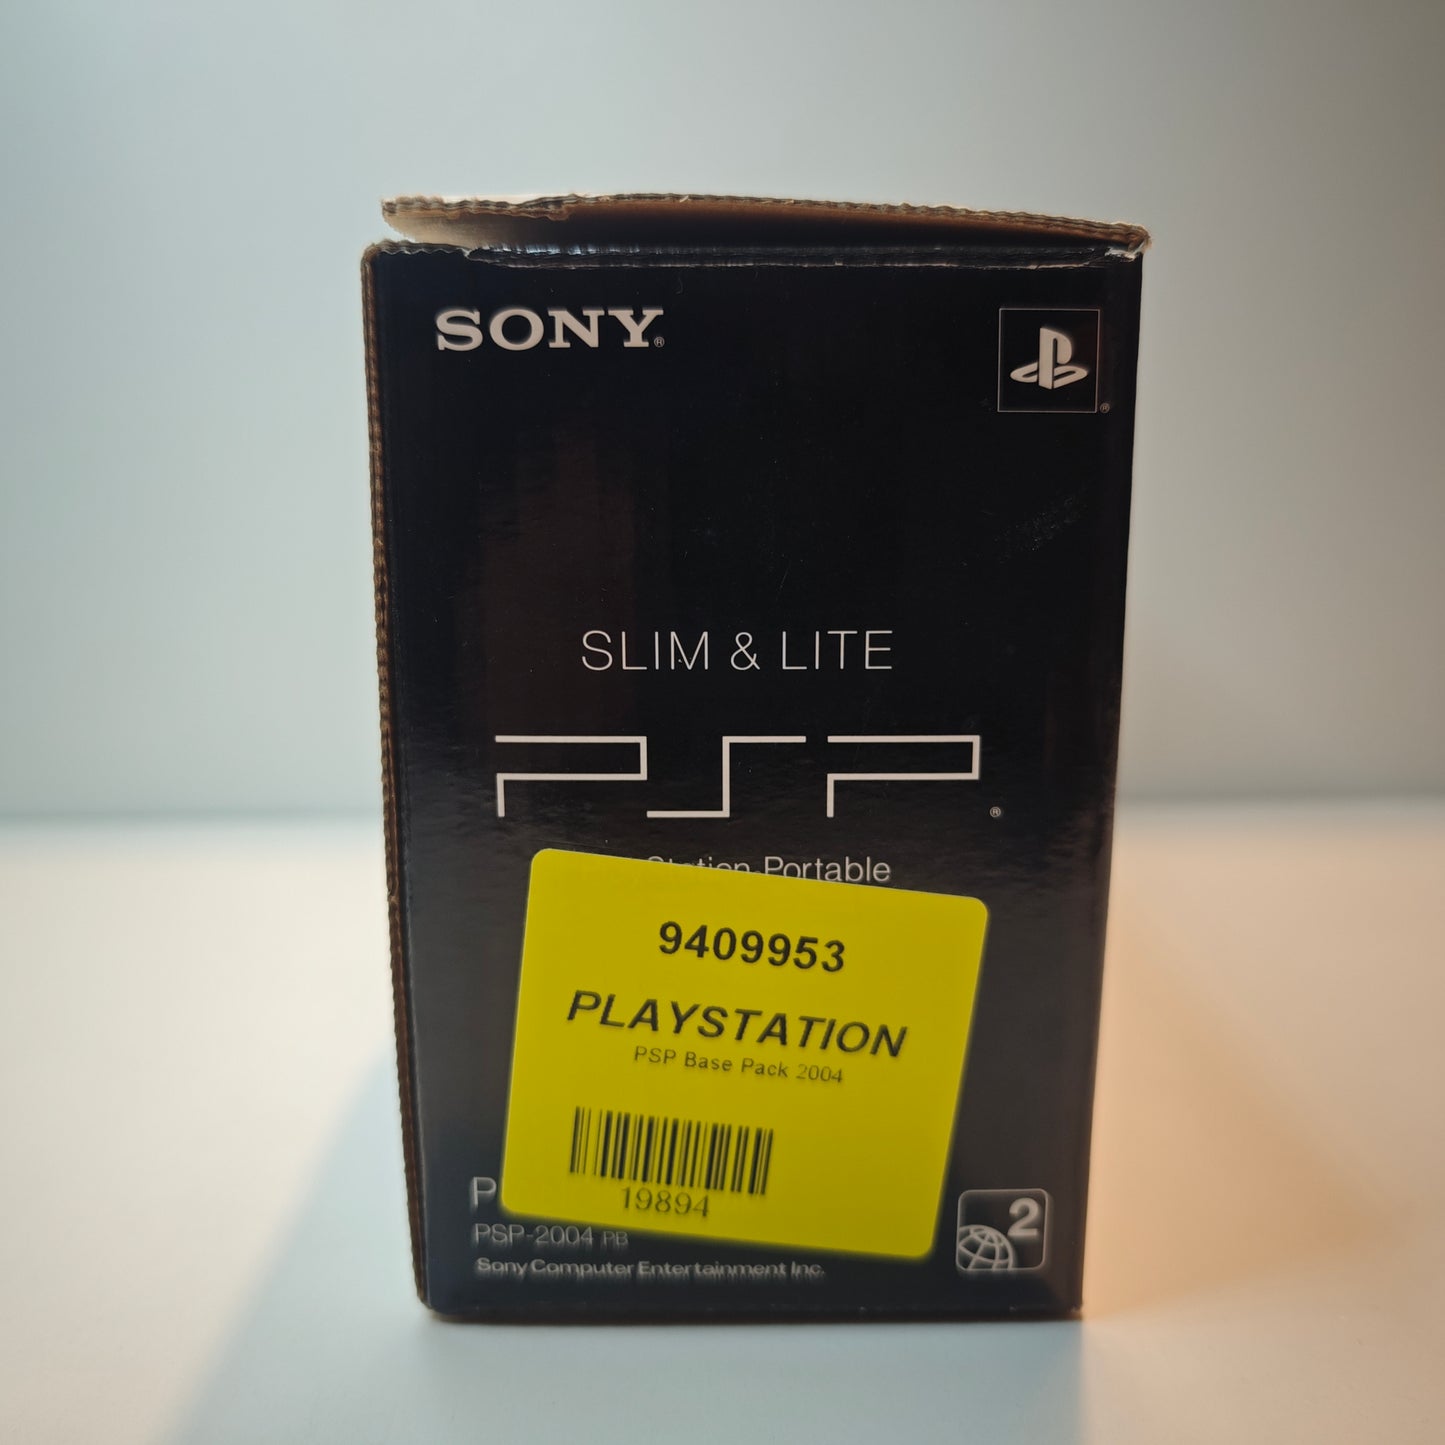 SONY®
®
SLIM & LITE
PSP®
Station Portable
9409953
PLAYSTATION
PSP Base Pack 2004
19894
P
2
PSP-2004 PB
Sony Computer Entertainment Inc.